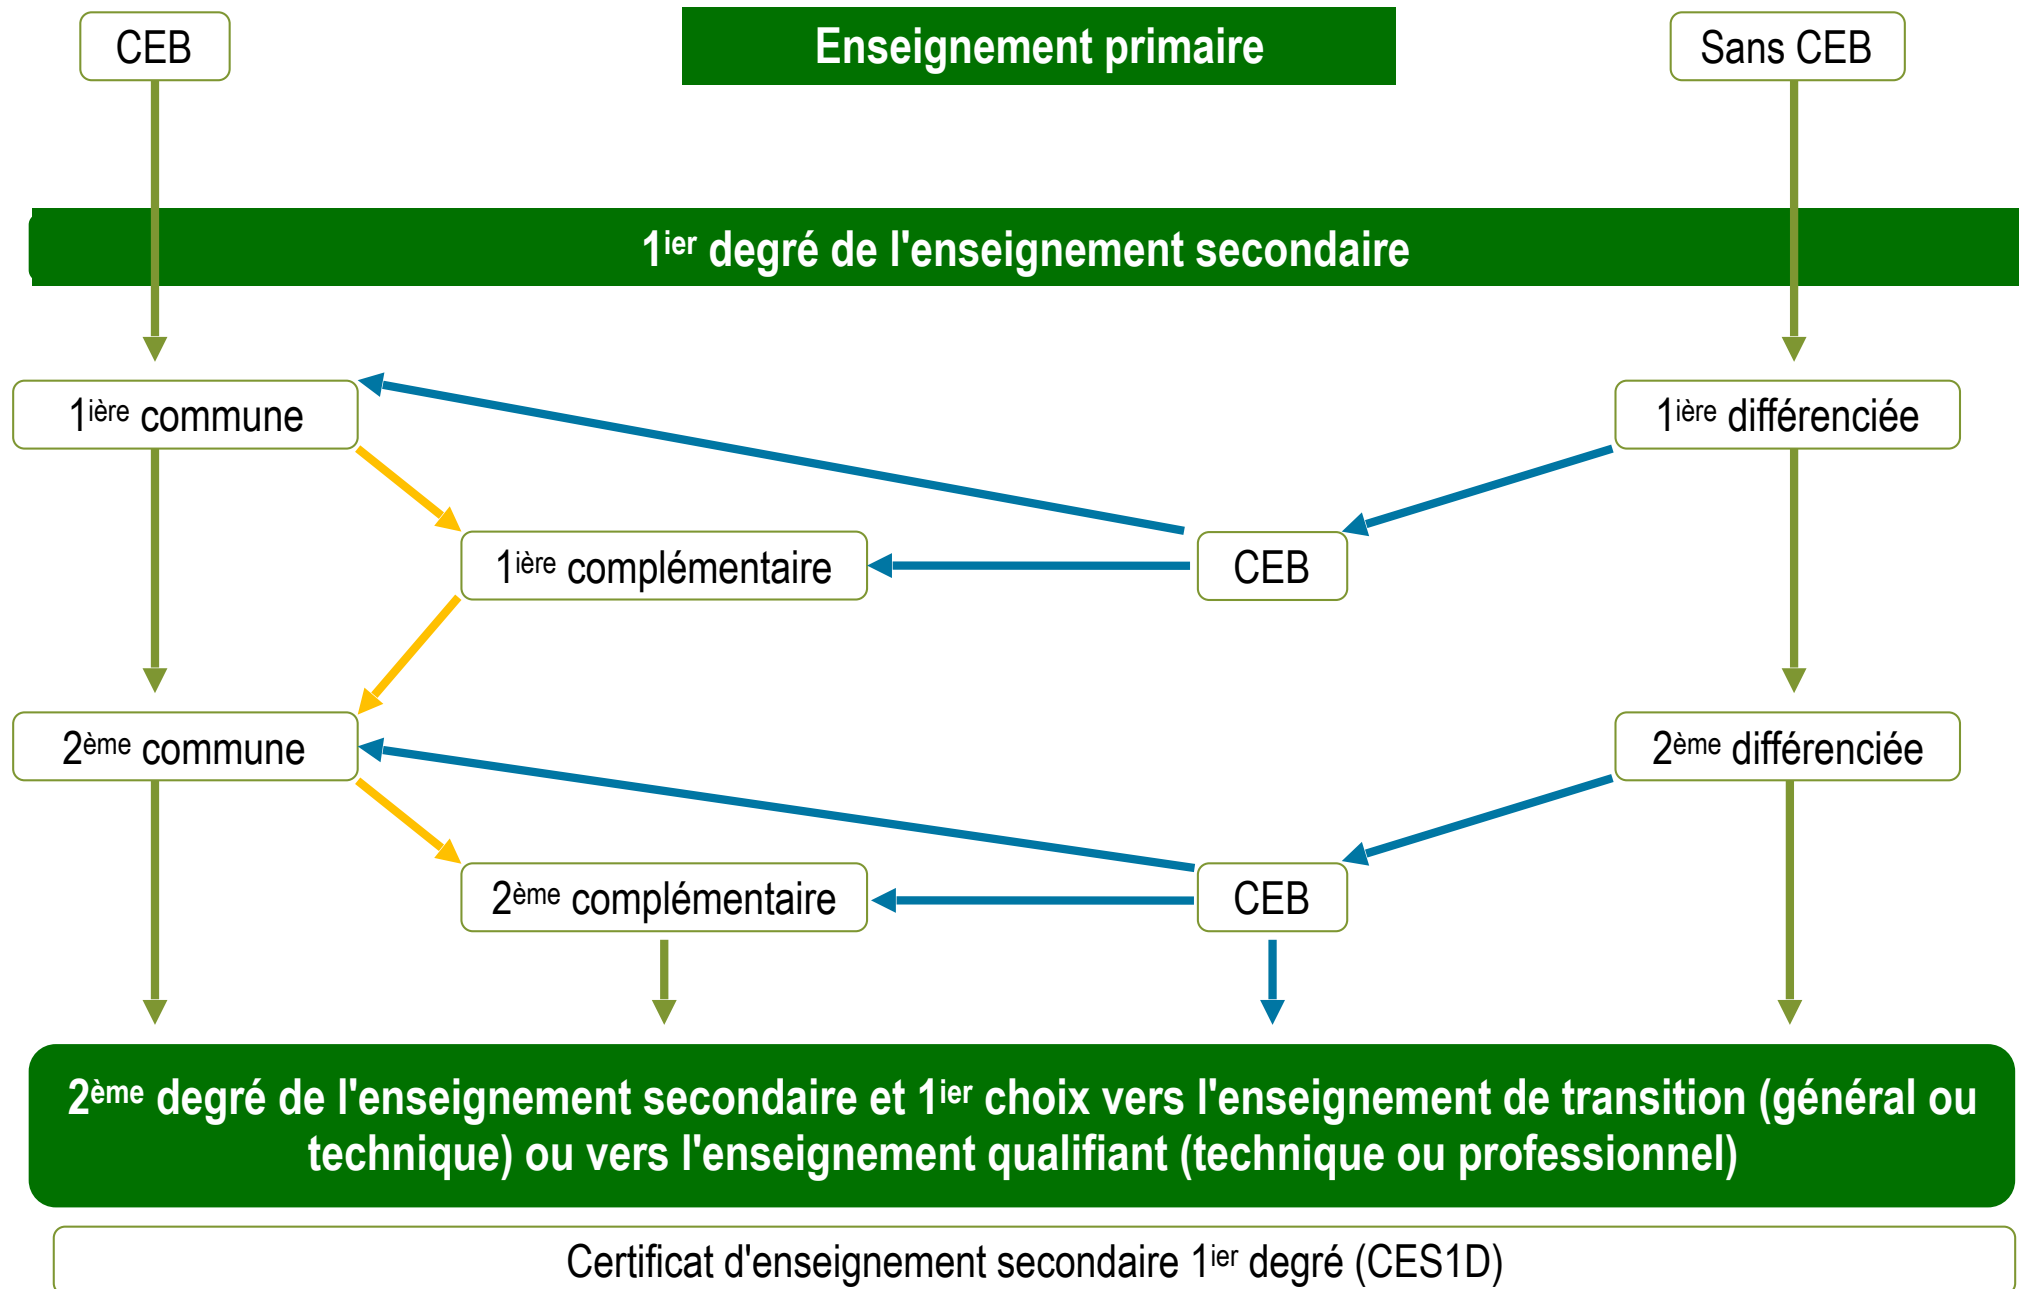 CEB
Enseignement primaire
Sans CEB
1ier degré de l'enseignement secondaire
1ière commune
1ière différenciée
1ière complémentaire
CEB
2ème commune
2ème différenciée
2ème complémentaire
CEB
2ème degré de l'enseignement secondaire et 1ier choix vers l'enseignement de transition (général ou
technique) ou vers l'enseignement qualifiant (technique ou professionnel)
Certificat d'enseignement secondaire 1ier degré (CES1D)